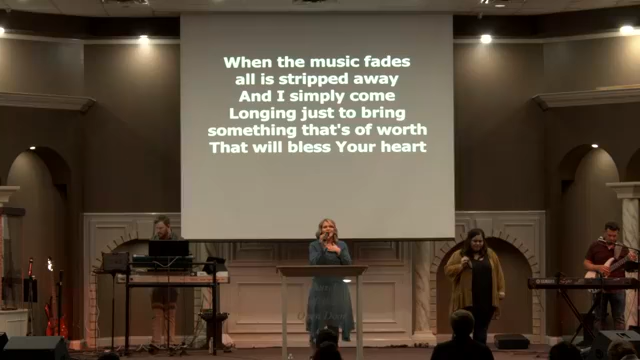 When the music fades
all is stripped away
And I simply come
Longing just to bring
something that's of worth
That will bless Your heart